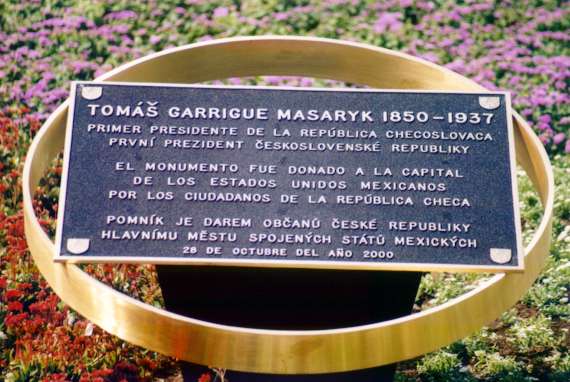 TOMÁŠ GARRIGUE MASARYK 1850–1937
PRIMER PRESIDENTE DE LA REPÚBLICA CHECOSLOVACA
PRVNÍ PREZIDENT ČESKOSLOVENSKÉ REPUBLIKY
EL MONUMENTO FUE DONADO A LA CAPITAL
DE LOS ESTADOS UNIDOS MEXICANOS
POR LOS CIUDADANOS DE LA REPÚBLICA CHECA
POMNÍK JE DAREM OBČANŮ ČESKÉ REPUBLIKY
HLAVNÍMU MĚSTU SPOJENÝCH STÁTŮ MEXICKÝCH
28 DE OCTUBRE DEL AÑO 2000